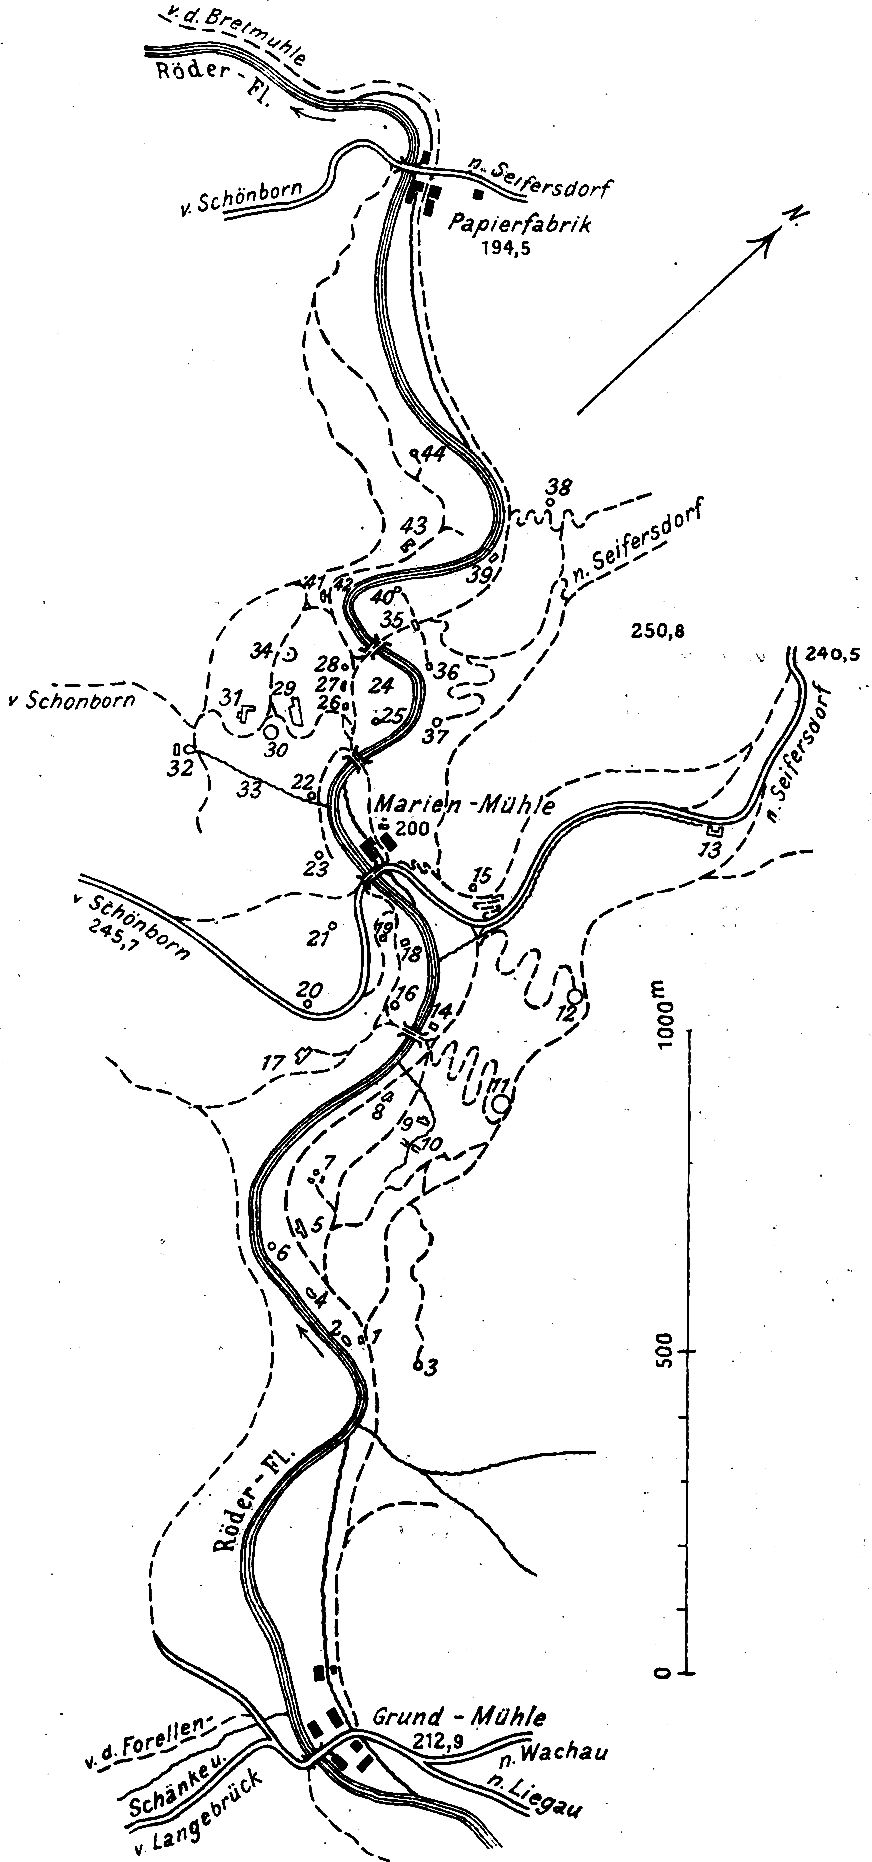 v. d. Bretmühle
Röder-Fl.
n. Seifersdorf
v. Schönborn
Papierfabrik
194,5
N.
44
38
43
n. Seifersdorf
39
41
42
40
35
250,8
240,5
34
28
36
27
24
v Schönborn
31
29
26
25
37
30
32
33
22
Marien-Mühle
200
n. Seifersdorf
13
23
15
v Schönborn
245,7
21
19
18
20
16
14
12
1000 m
17
11
8
9
10
7
5
6
4
2
1
3
500
Röder-Fl.
0
Grund-Mühle
212,9
v. d. Forellen-
Schänke u.
v Langebrück
n. Wachau
n. Liegau